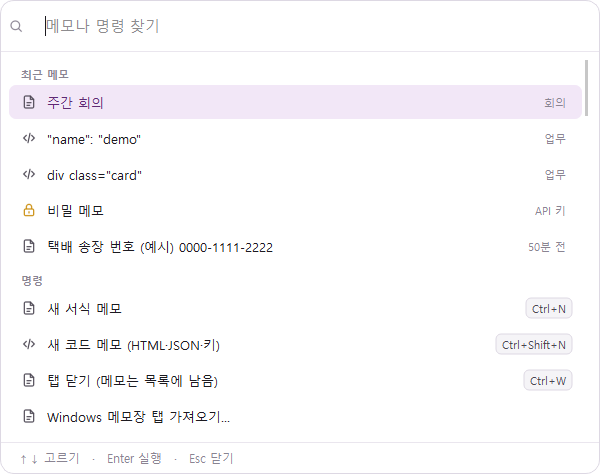 메모나 명령 찾기
최근 메모
주간 회의 회의
"name": "demo" 업무
div class="card" 업무
비밀 메모 API 키
택배 송장 번호 (예시) 0000-1111-2222 50분 전
명령
새 서식 메모 Ctrl+N
새 코드 메모 (HTML·JSON·키) Ctrl+Shift+N
탭 닫기 (메모는 목록에 남음) Ctrl+W
Windows 메모장 탭 가져오기...
↑↓ 고르기 · Enter 실행 · Esc 닫기